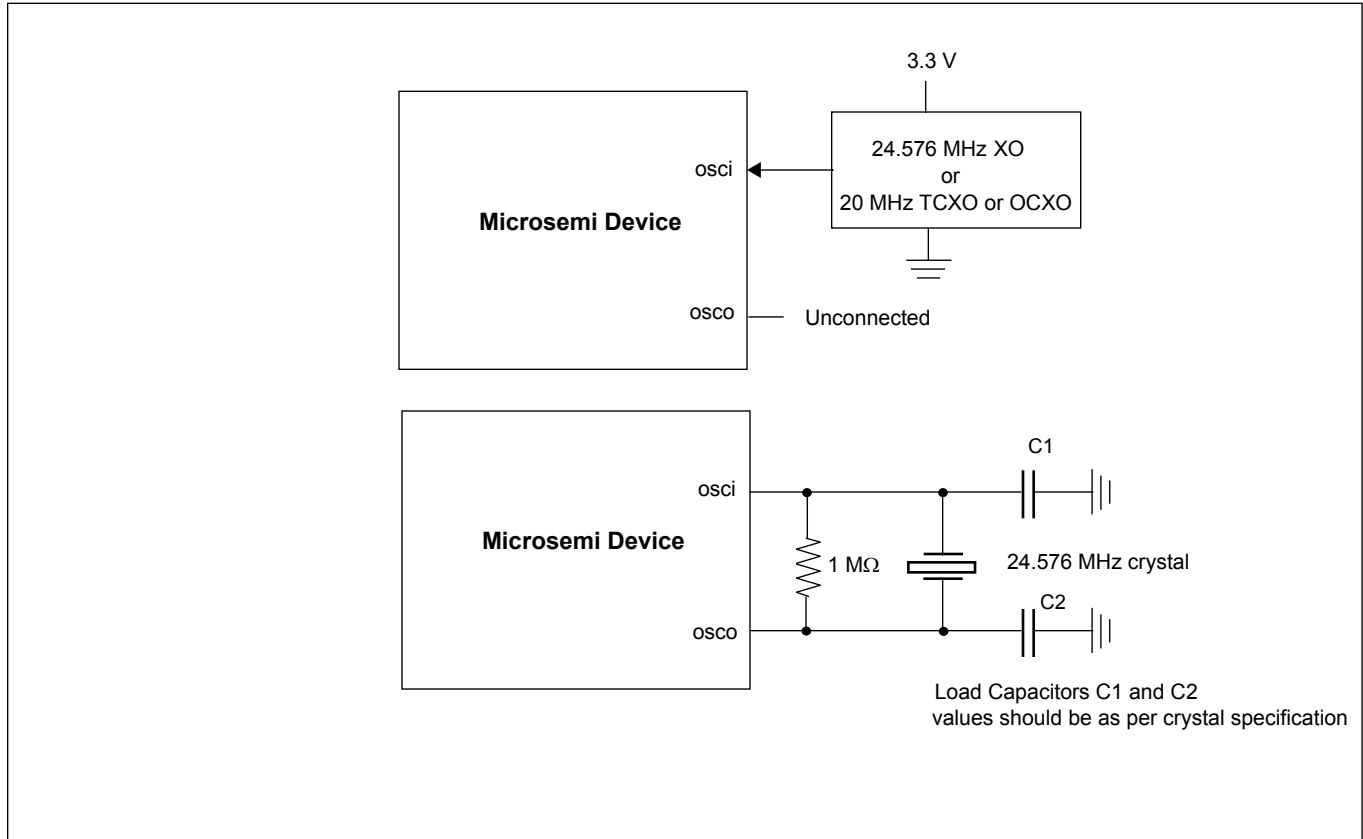 3.3 V
24.576 MHz XO
or
20 MHz TCXO or OCXO
osci
Microsemi Device
osco
Unconnected
C1
osci
Microsemi Device
1 MΩ
24.576 MHz crystal
C2
osco
Load Capacitors C1 and C2
values should be as per crystal specification